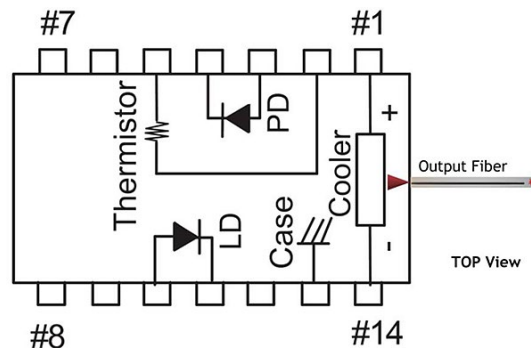 #7
#1
Thermistor
PD
+
Cooler
Output Fiber
LD
Case
-
TOP View
#8
#14